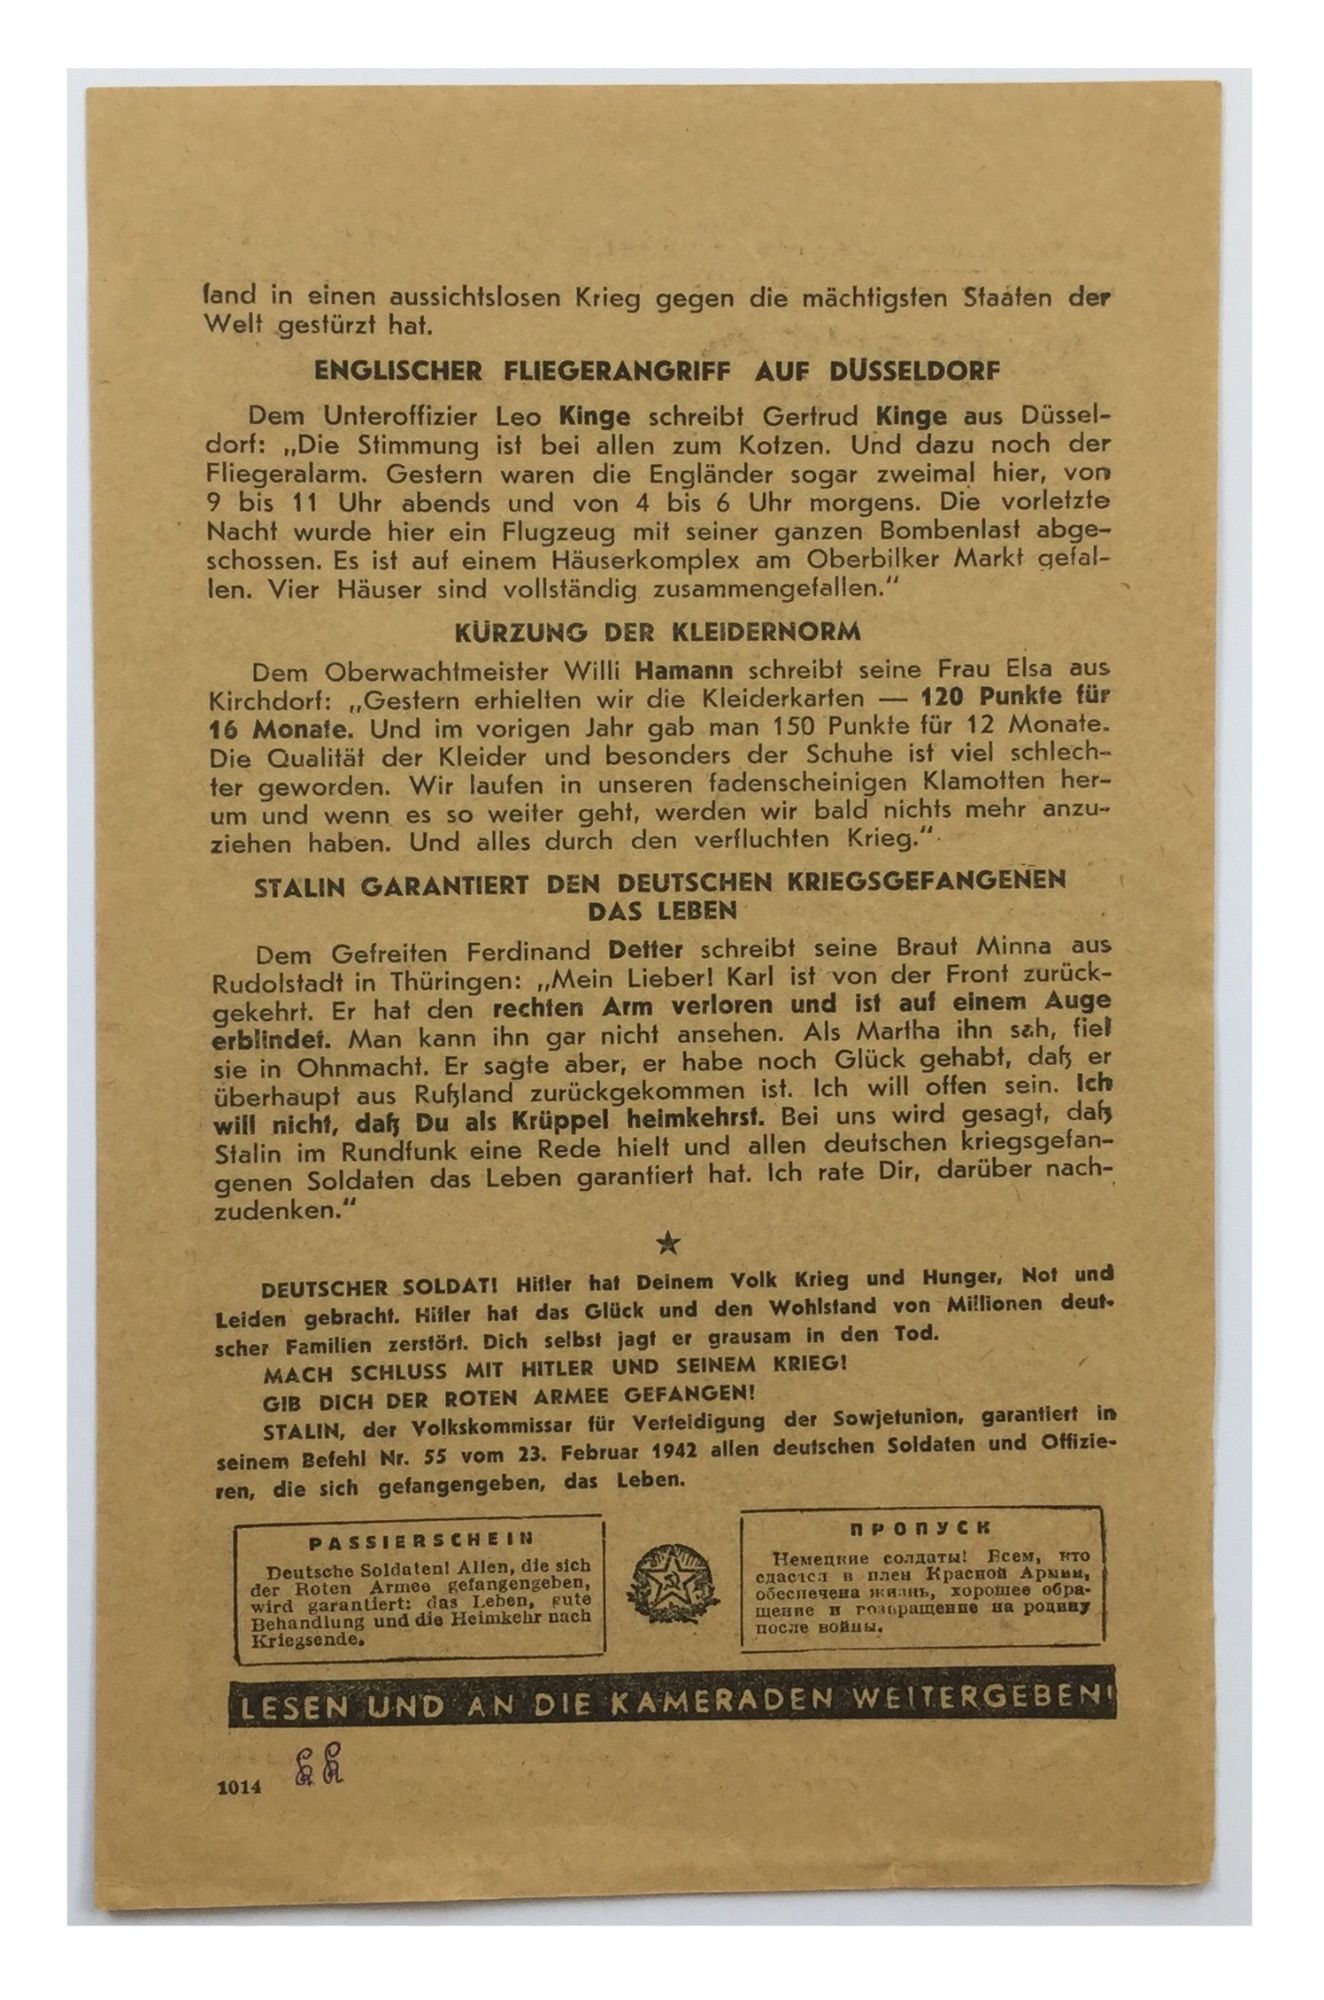 land in einen aussichtslosen Krieg gegen die mächtigsten Staaten der
Welt gestürzt hat.
ENGLISCHER FLIEGERANGRIFF AUF DÜSSELDORF
Dem Unteroffizier Leo Kinge schreibt Gertrud Kinge aus Düssel-
dorf: „Die Stimmung ist bei allen zum Kotzen. Und dazu noch der
Fliegeralarm. Gestern waren die Engländer sogar zweimal hier, von
9 bis 11 Uhr abends und von 4 bis 6 Uhr morgens. Die vorletzte
Nacht wurde hier ein Flugzeug mit seiner ganzen Bombenlast abge-
schossen. Es ist auf einem Häuserkomplex am Oberbilker Markt gefal-
len. Vier Häuser sind vollständig zusammengefallen."
KÜRZUNG DER KLEIDERNORM
Dem Oberwachtmeister Willi Hamann schreibt seine Frau Elsa aus
Kirchdorf: „Gestern erhielten wir die Kleiderkarten — 120 Punkte für
16 Monate. Und im vorigen Jahr gab man 150 Punkte für 12 Monate.
Die Qualität der Kleider und besonders der Schuhe ist viel schlech-
ter geworden. Wir laufen in unseren fadenscheinigen Klamotten her-
um und wenn es so weiter geht, werden wir bald nichts mehr anzu-
ziehen haben. Und alles durch den verfluchten Krieg."
STALIN GARANTIERT DEN DEUTSCHEN KRIEGSGEFANGENEN
DAS LEBEN
Dem Gefreiten Ferdinand Detter schreibt seine Braut Minna aus
Rudolstadt in Thüringen: „Mein Lieber! Karl ist von der Front zurück-
gekehrt. Er hat den rechten Arm verloren und ist auf einem Auge
erblindet. Man kann ihn gar nicht ansehen. Als Martha ihn sah, fiel
sie in Ohnmacht. Er sagte aber, er habe noch Glück gehabt, daß er
überhaupt aus Rußland zurückgekommen ist. Ich will offen sein. Ich
will nicht, daß Du als Krüppel heimkehrst. Bei uns wird gesagt, daß
Stalin im Rundfunk eine Rede hielt und allen deutschen kriegsgefan-
genen Soldaten das Leben garantiert hat. Ich rate Dir, darüber nach-
zudenken."
★
DEUTSCHER SOLDAT! Hitler hat Deinem Volk Krieg und Hunger, Not und
Leiden gebracht. Hitler hat das Glück und den Wohlstand von Millionen deut-
scher Familien zerstört. Dich selbst jagt er grausam in den Tod.
MACH SCHLUSS MIT HITLER UND SEINEM KRIEG!
GIB DICH DER ROTEN ARMEE GEFANGEN!
STALIN, der Volkskommissar für Verteidigung der Sowjetunion, garantiert in
seinem Befehl Nr. 55 vom 23. Februar 1942 allen deutschen Soldaten und Offizie-
ren, die sich gefangengeben, das Leben.
PASSIERSCHEIN
Deutsche Soldaten! Allen, die sich
der Roten Armee gefangengeben,
wird garantiert: das Leben, gute
Behandlung und die Heimkehr nach
Kriegsende.
ПРОПУСК
Немецкие солдаты! Всем, кто
сдастся в плен Красной Армии,
обеспечена жизнь, хорошее обра-
щение и возвращение на родину
после войны.
LESEN UND AN DIE KAMERADEN WEITERGEBEN!
1014